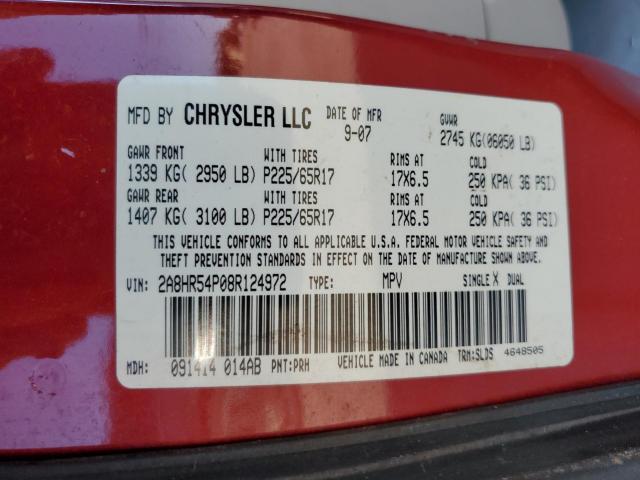 MFD BY CHRYSLER LLC DATE OF MFR GVWR
9-07 2745 KG(06050 LB)
GAWR FRONT WITH TIRES RIMS AT COLD
1339 KG( 2950 LB) P225/65R17 17X6.5 250 KPA( 36 PSI)
GAWR REAR WITH TIRES RIMS AT COLD
1407 KG( 3100 LB) P225/65R17 17X6.5 250 KPA( 36 PSI)
THIS VEHICLE CONFORMS TO ALL APPLICABLE U.S.A. FEDERAL MOTOR VEHICLE SAFETY AND
THEFT PREVENTION STANDARDS IN EFFECT ON THE DATE OF MANUFACTURE SHOWN ABOVE.
VIN: 2A8HR54P08R124972 TYPE: MPV SINGLE X DUAL
MDH: 091414 014AB PNT:PRH VEHICLE MADE IN CANADA TRM:SLDS 4648505